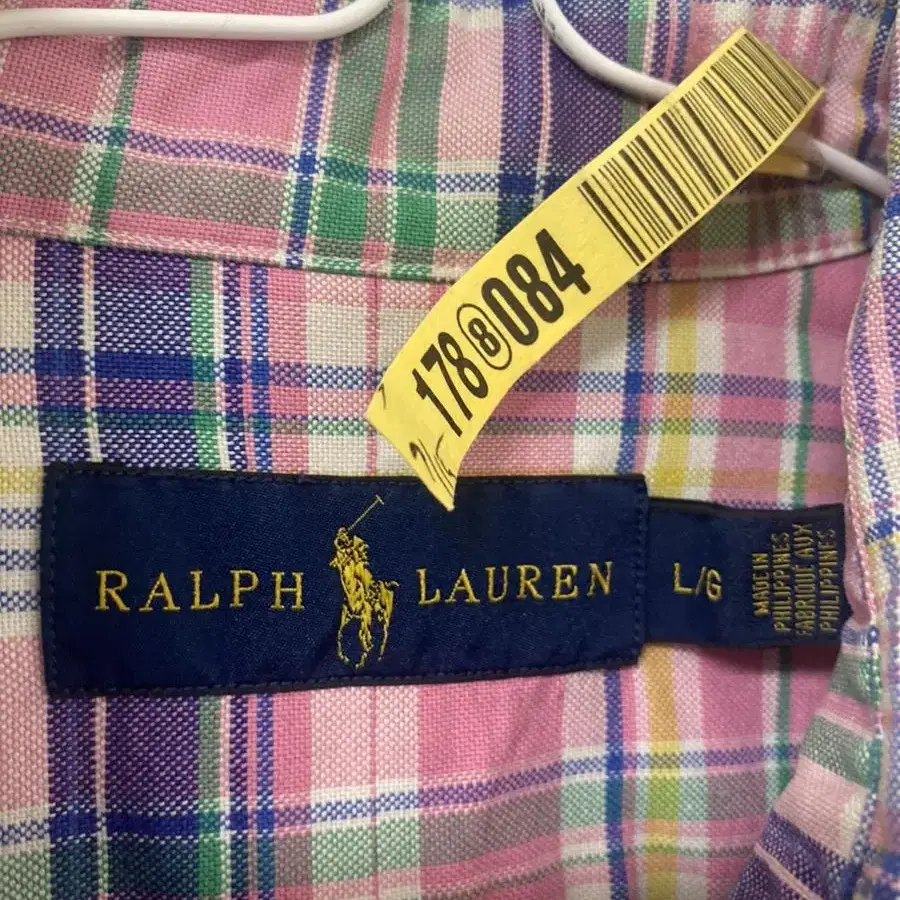 178 8 084
RALPH LAUREN
L/G
MADE IN
PHILIPPINES
FABRIQUE AUX
PHILIPPINES